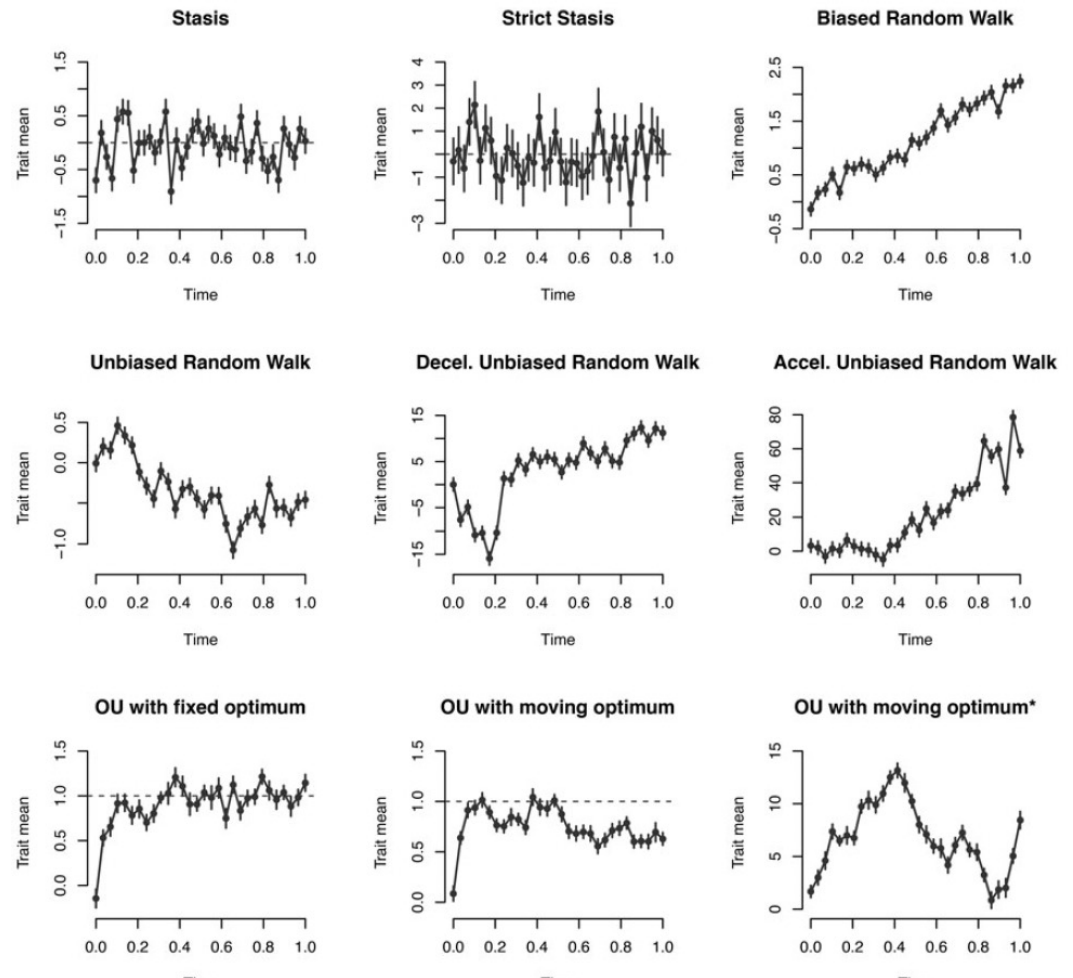 Stasis
Strict Stasis
Biased Random Walk
Trait mean
1.5
0.5
−0.5
−1.5
0.0 0.2 0.4 0.6 0.8 1.0
Time
Trait mean
4
3
2
1
−1
−3
0.0 0.2 0.4 0.6 0.8 1.0
Time
Trait mean
2.5
1.5
0.5
−0.5
0.0 0.2 0.4 0.6 0.8 1.0
Time
Unbiased Random Walk
Decel. Unbiased Random Walk
Accel. Unbiased Random Walk
Trait mean
0.5
0.0
−1.0
0.0 0.2 0.4 0.6 0.8 1.0
Time
Trait mean
15
5
−5
−15
0.0 0.2 0.4 0.6 0.8 1.0
Time
Trait mean
80
60
40
20
0
0.0 0.2 0.4 0.6 0.8 1.0
Time
OU with fixed optimum
OU with moving optimum
OU with moving optimum*
Trait mean
1.5
1.0
0.5
0.0
0.0 0.2 0.4 0.6 0.8 1.0
Trait mean
1.5
1.0
0.5
0.0
0.0 0.2 0.4 0.6 0.8 1.0
Trait mean
15
10
5
0
0.0 0.2 0.4 0.6 0.8 1.0